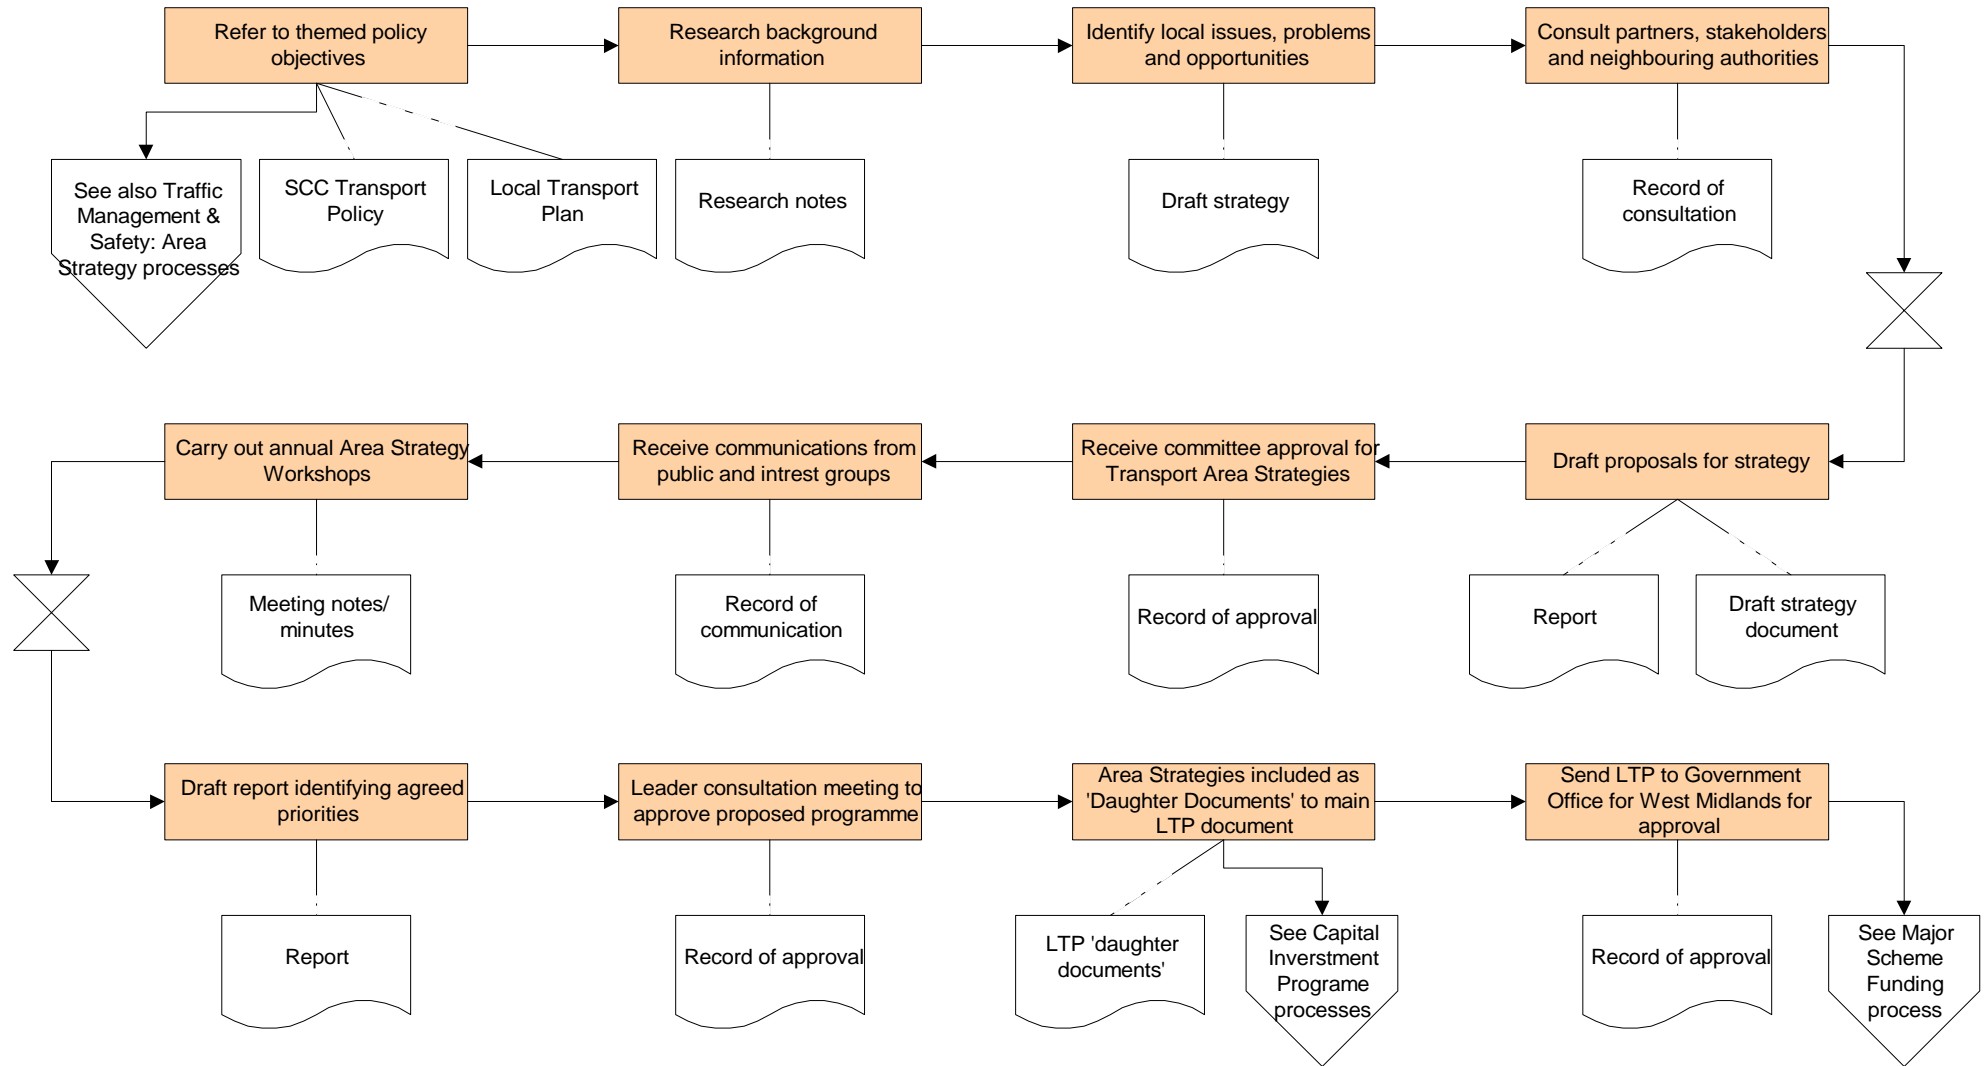 Refer to themed policy
objectives
Research background
information
Identify local issues, problems
and opportunities
Consult partners, stakeholders
and neighbouring authorities
See also Traffic
Management &
Safety: Area
Strategy processes
SCC Transport
Policy
Local Transport
Plan
Research notes
Draft strategy
Record of
consultation
Carry out annual Area Strategy
Workshops
Receive communications from
public and intrest groups
Receive committee approval for
Transport Area Strategies
Draft proposals for strategy
Meeting notes/
minutes
Record of
communication
Record of approval
Report
Draft strategy
document
Draft report identifying agreed
priorities
Leader consultation meeting to
approve proposed programme
Area Strategies included as
'Daughter Documents' to main
LTP document
Send LTP to Government
Office for West Midlands for
approval
Report
Record of approval
LTP 'daughter
documents'
See Capital
Inverstment
Programe
processes
Record of approval
See Major
Scheme
Funding
process